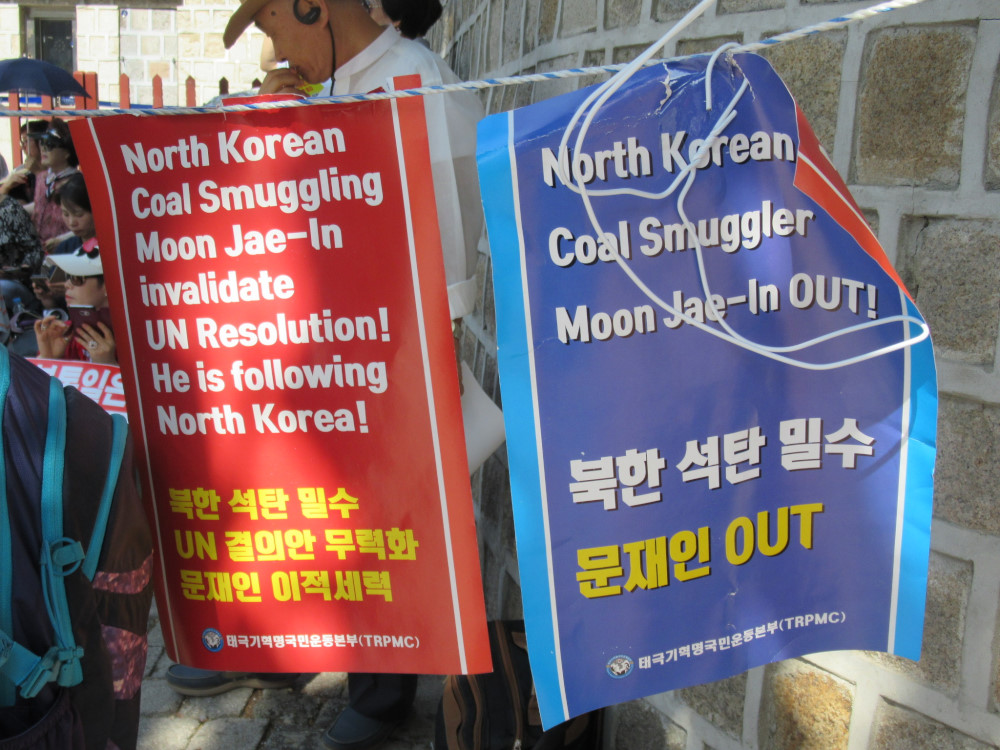 North Korean
Coal Smuggling
Moon Jae-In
invalidate
UN Resolution!
He is following
North Korea!
북한 석탄 밀수
UN 결의안 무력화
문재인 이적세력
태극기혁명국민운동본부(TRPMC)
North Korean
Coal Smuggler
Moon Jae-In OUT!
북한 석탄 밀수
문재인 OUT
태극기혁명국민운동본부(TRPMC)